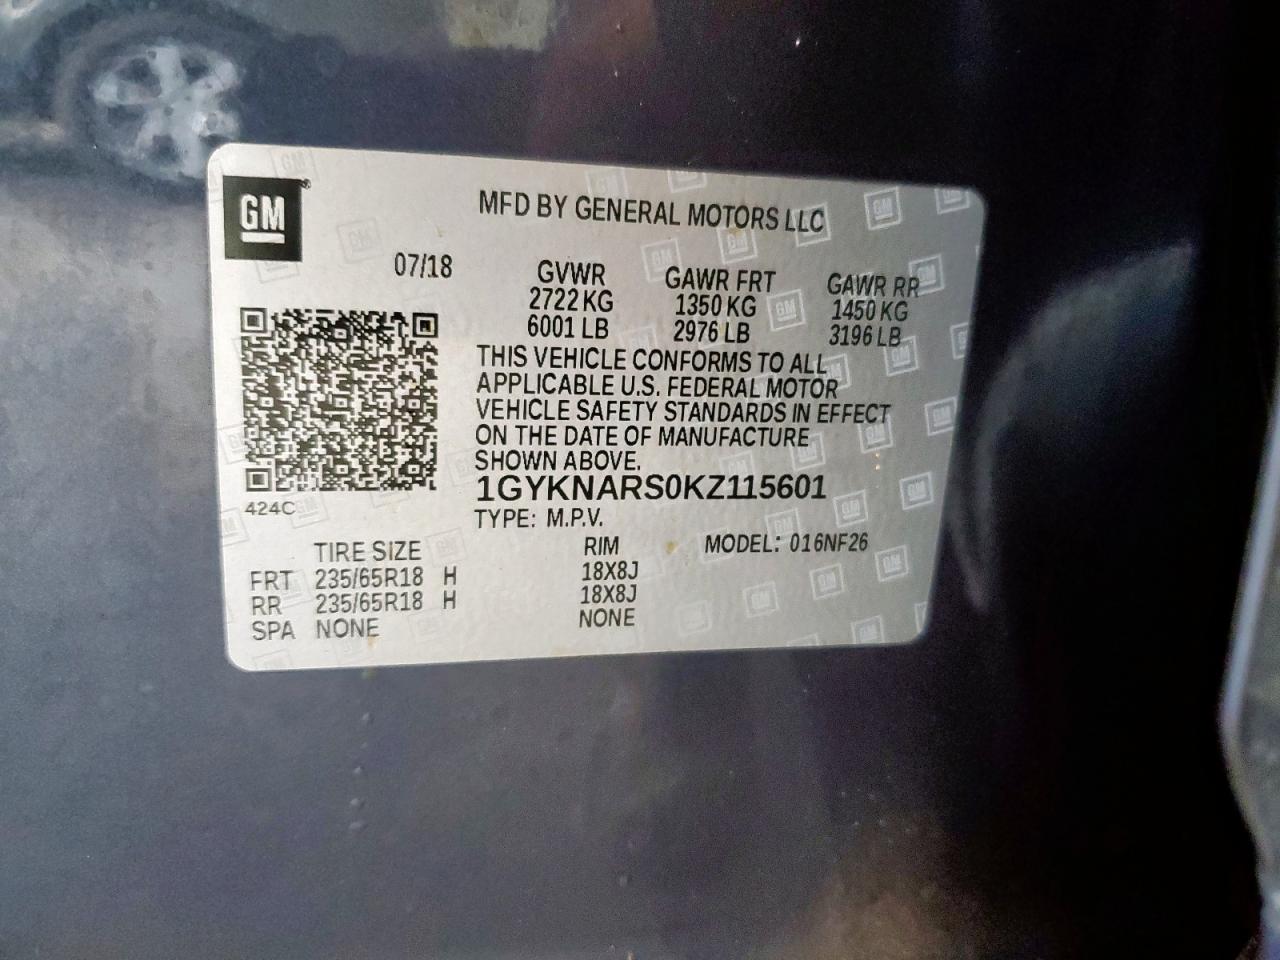 GM
MFD BY GENERAL MOTORS LLC
07/18
GVWR GAWR FRT GAWR RR
2722 KG 1350 KG 1450 KG
6001 LB 2976 LB 3196 LB
THIS VEHICLE CONFORMS TO ALL
APPLICABLE U.S. FEDERAL MOTOR
VEHICLE SAFETY STANDARDS IN EFFECT
ON THE DATE OF MANUFACTURE
SHOWN ABOVE.
1GYKNARS0KZ115601
424C
TYPE: M.P.V.
TIRE SIZE RIM MODEL: 016NF26
FRT 235/65R18 H 18X8J
RR 235/65R18 H 18X8J
SPA NONE NONE